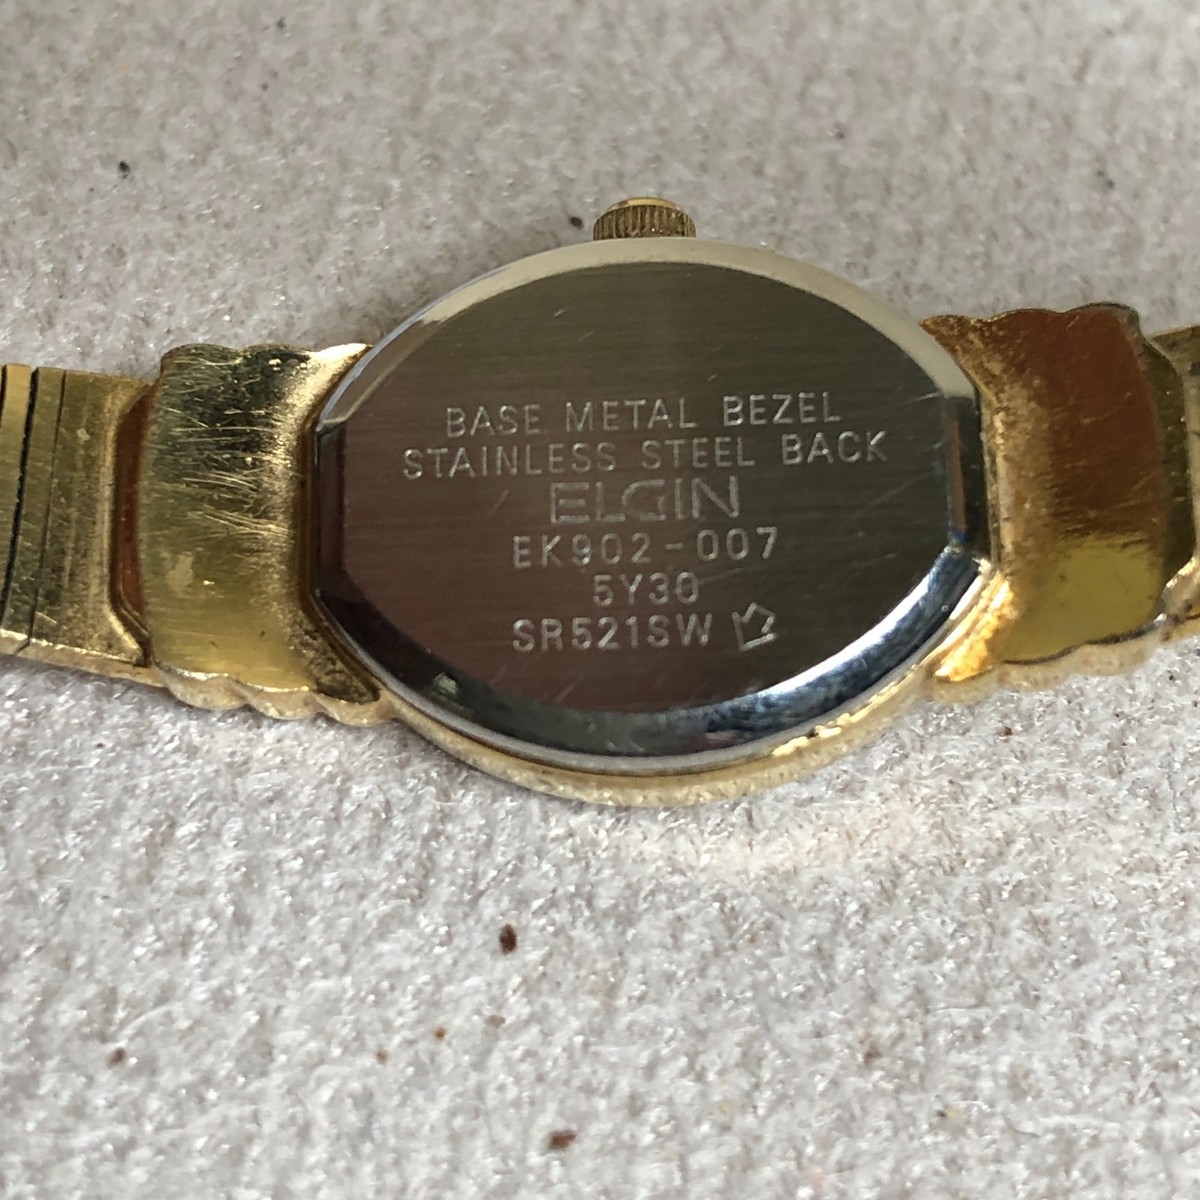 BASE METAL BEZEL
STAINLESS STEEL BACK
ELGIN
EK902-007
5Y30
SR521SW